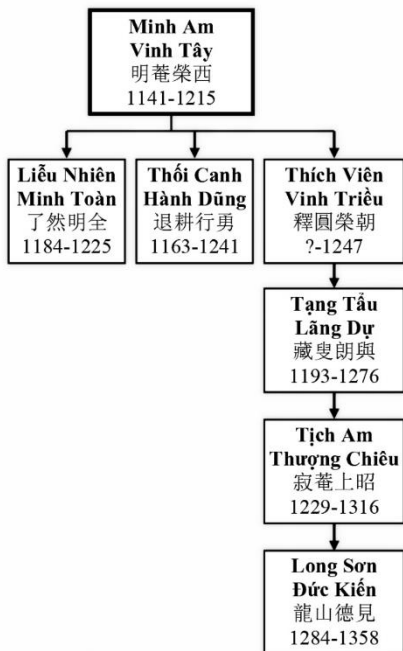 Minh Am
Vinh Tây
明菴榮西
1141-1215
Liễu Nhiên
Minh Toàn
了然明全
1184-1225
Thối Canh
Hành Dũng
退耕行勇
1163-1241
Thích Viên
Vinh Triều
釋圓榮朝
?-1247
Tạng Tẩu
Lãng Dự
藏叟朗與
1193-1276
Tịch Am
Thượng Chiêu
寂菴上昭
1229-1316
Long Sơn
Đức Kiến
龍山德見
1284-1358